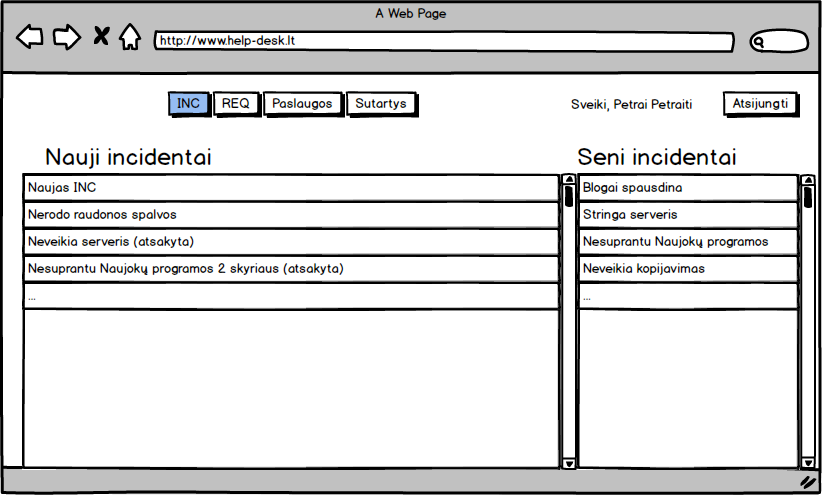 A Web Page
http://www.help-desk.lt
INC REQ Paslaugos Sutartys Sveiki, Petrai Petraiti Atsijungti
Nauji incidentai
Naujas INC
Nerodo raudonos spalvos
Neveikia serveris (atsakyta)
Nesuprantu Naujokų programos 2 skyriaus (atsakyta)
...
Seni incidentai
Blogai spausdina
Stringa serveris
Nesuprantu Naujokų programos
Neveikia kopijavimas
...